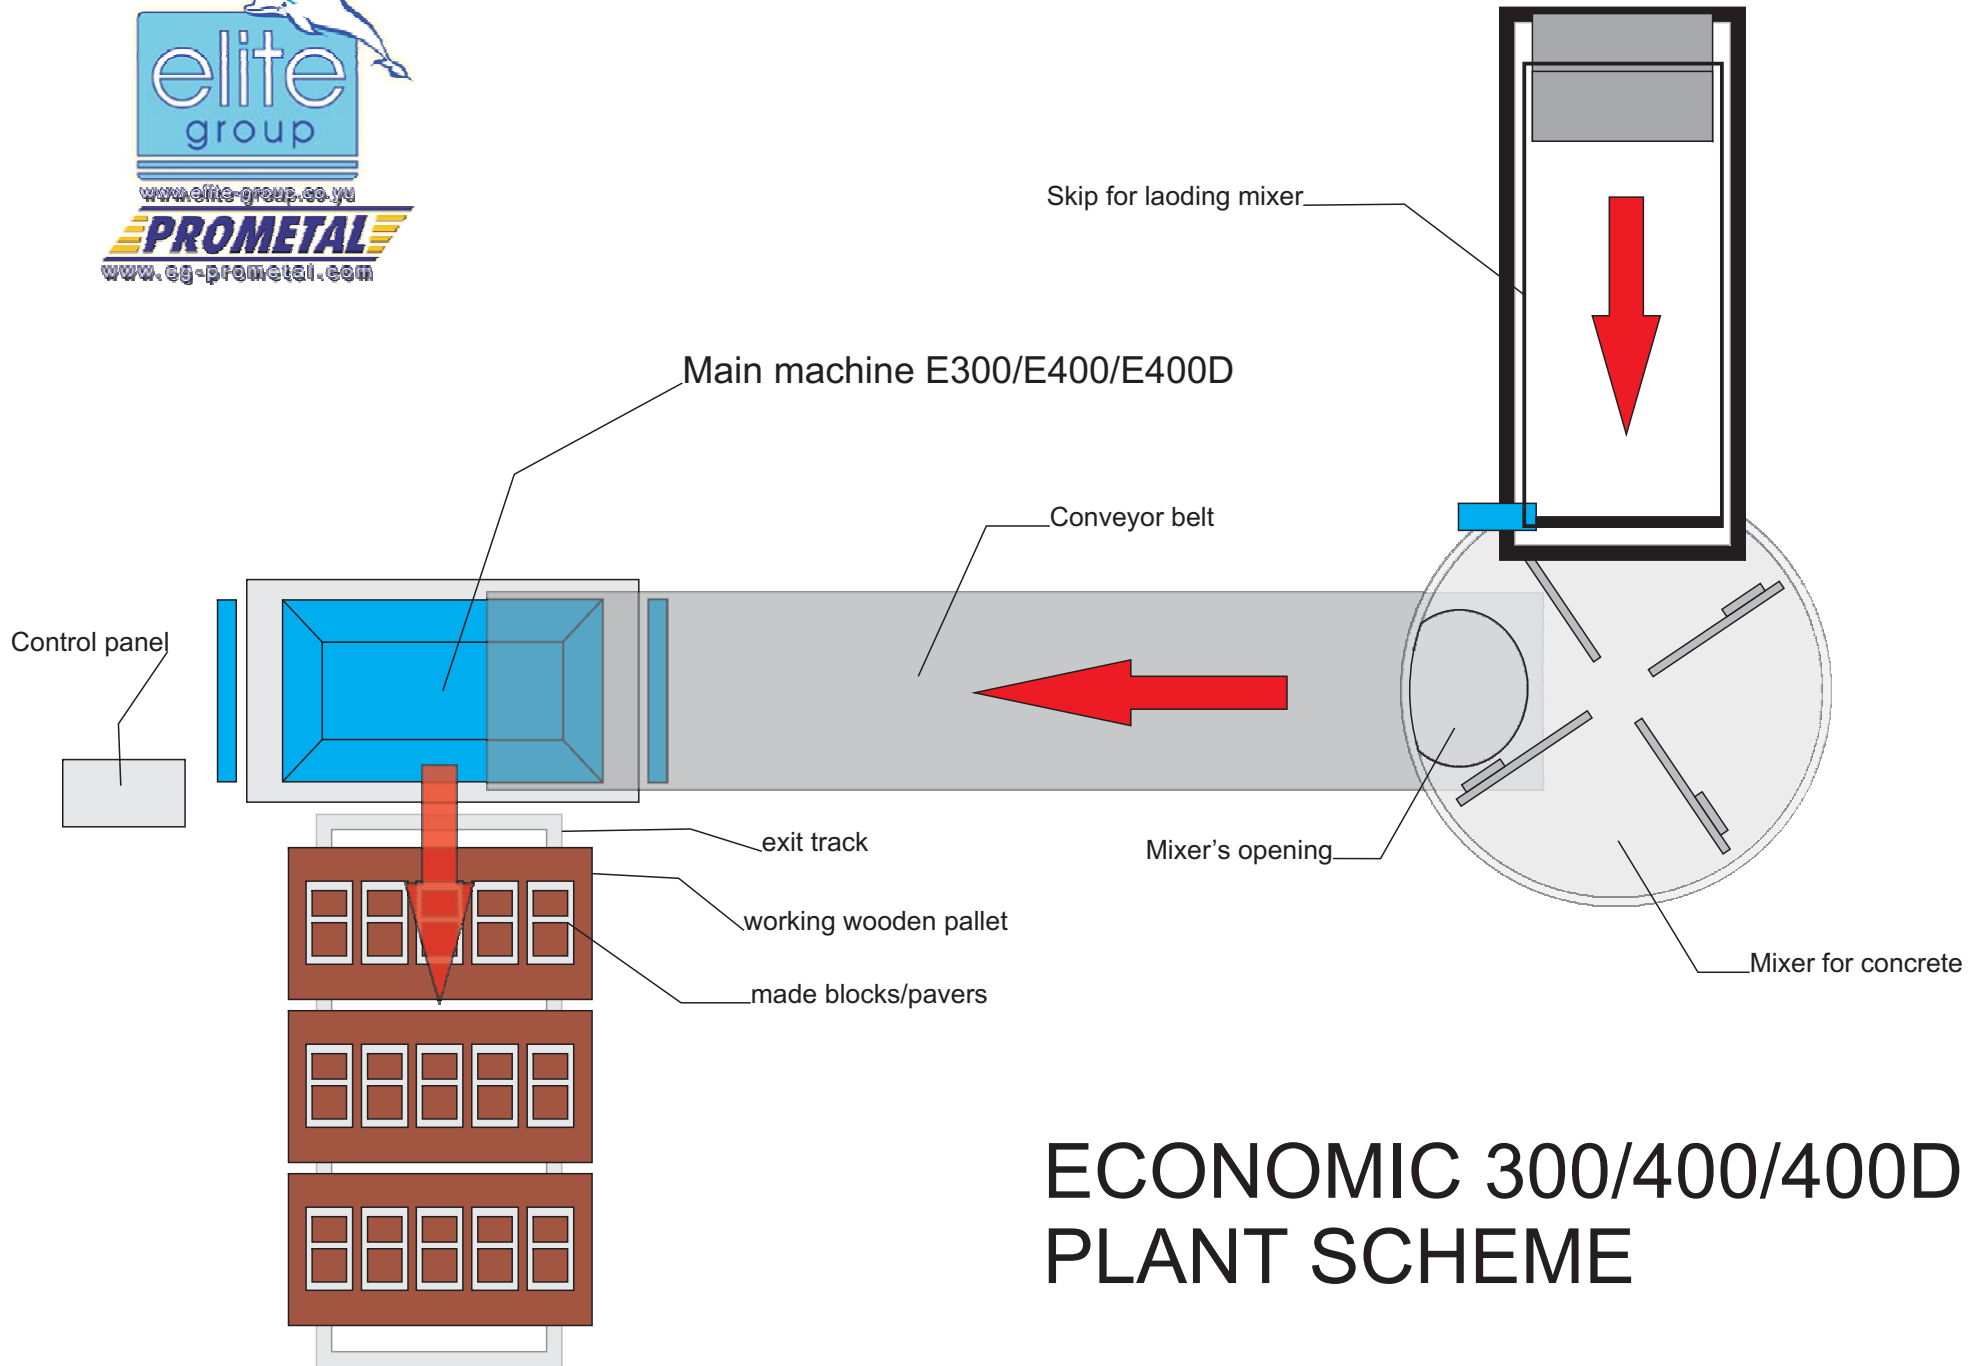 elite
group
www.elite-group.co.yu
PROMETAL
www.eg-prometal.com
Skip for laoding mixer
Main machine E300/E400/E400D
Conveyor belt
Control panel
exit track
Mixer’s opening
working wooden pallet
Mixer for concrete
made blocks/pavers
ECONOMIC 300/400/400D
PLANT SCHEME